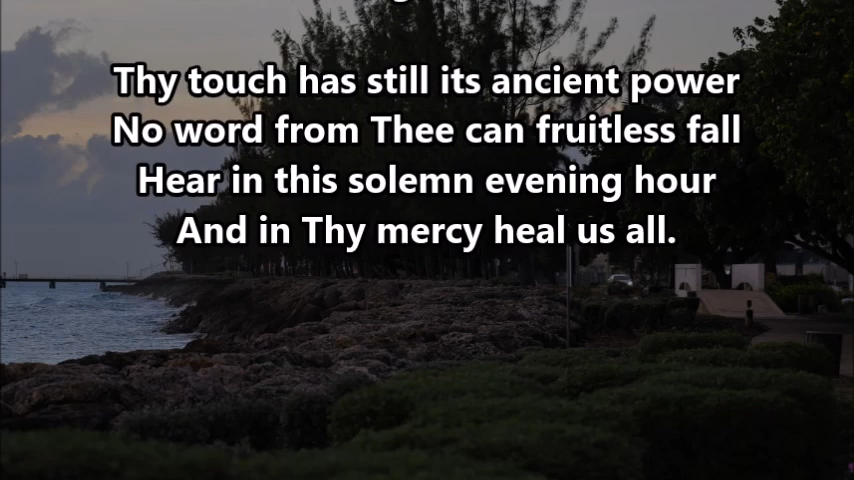 Thy touch has still its ancient power
No word from Thee can fruitless fall
Hear in this solemn evening hour
And in Thy mercy heal us all.